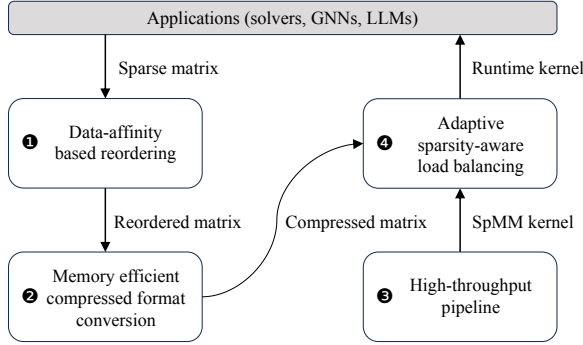 Applications (solvers, GNNs, LLMs)
Sparse matrix
Runtime kernel
❶
Data-affinity
based reordering
❹
Adaptive
sparsity-aware
load balancing
Reordered matrix
Compressed matrix
SpMM kernel
❷
Memory efficient
compressed format
conversion
❸
High-throughput
pipeline